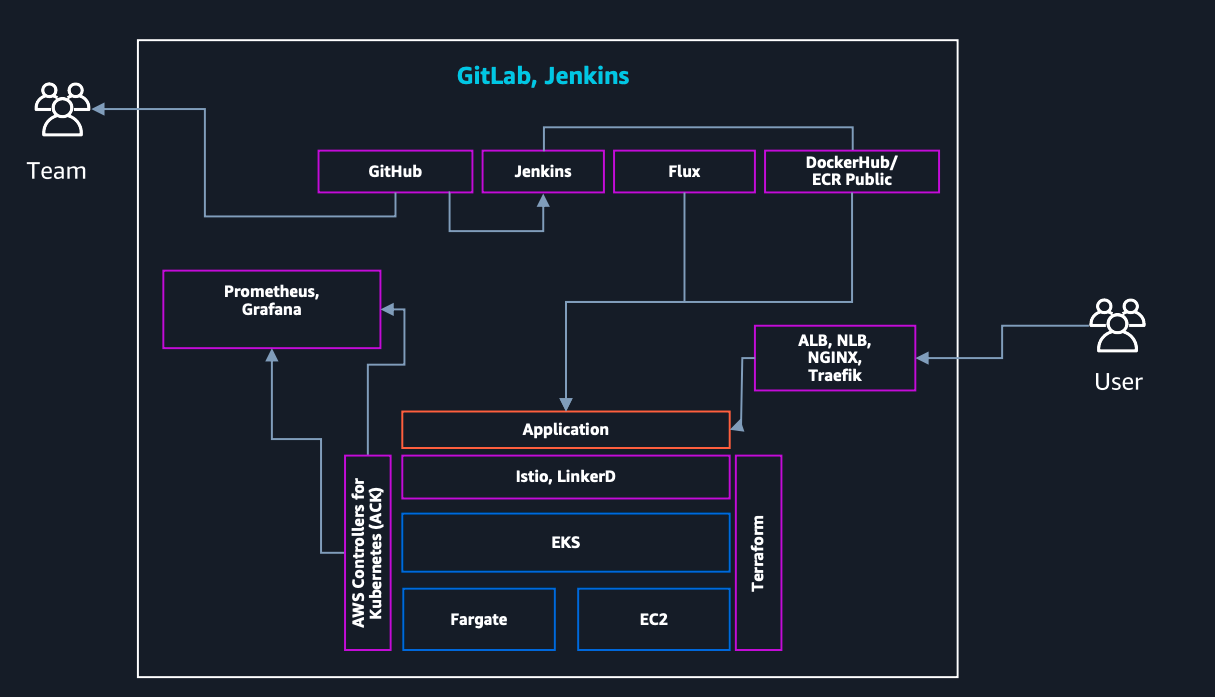 GitLab, Jenkins
Team
GitHub
Jenkins
Flux
DockerHub/
ECR Public
Prometheus,
Grafana
ALB, NLB,
NGINX,
Traefik
User
Application
Istio, LinkerD
AWS Controllers for
Kubernetes (ACK)
EKS
Terraform
Fargate
EC2